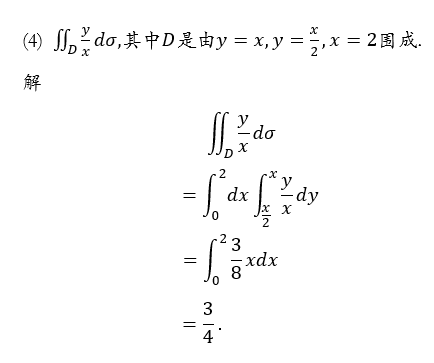 (4) ∬_D y/x dσ,其中D是由y = x, y = x/2, x = 2围成.
解
∬_D y/x dσ
= ∫_0^2 dx ∫_{x/2}^x y/x dy
= ∫_0^2 3/8 xdx
= 3/4.